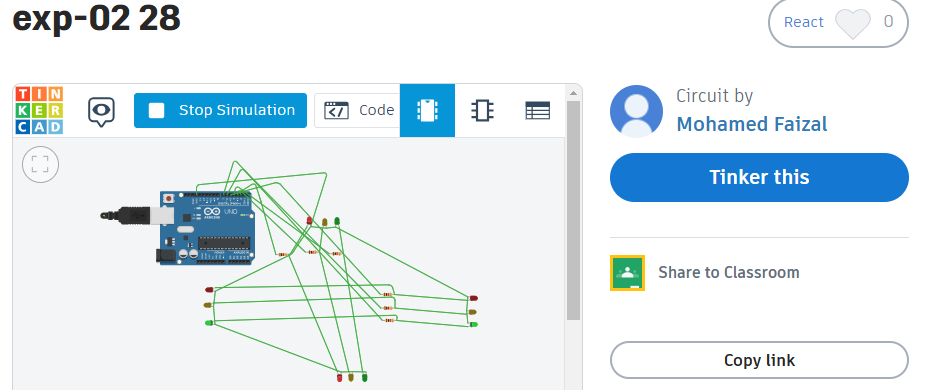 exp-02 28
React 0
TIN
KER
CAD
Stop Simulation
Code
UNO
Circuit by
Mohamed Faizal
Tinker this
Share to Classroom
Copy link